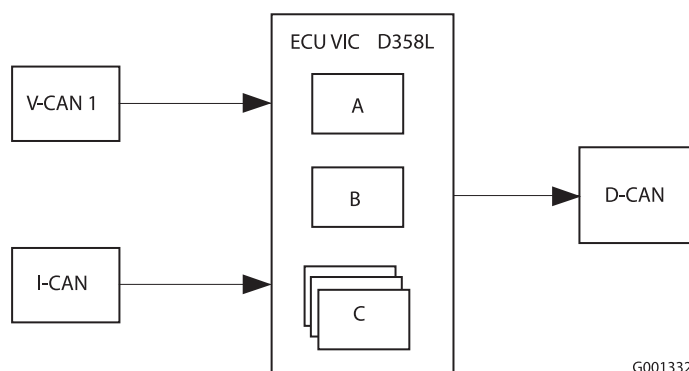 ECU VIC D358L
V-CAN 1
A
B
D-CAN
I-CAN
C
G001332